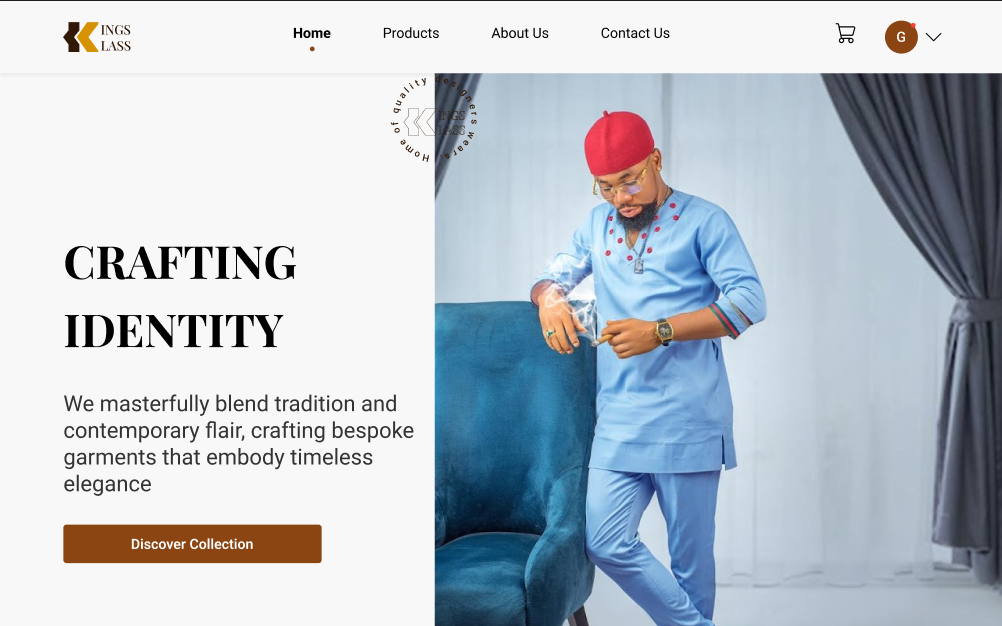 INGS
LASS
Home
Products
About Us
Contact Us
G
Home of quality designers wears.
INGS
LASS
CRAFTING
IDENTITY
We masterfully blend tradition and
contemporary flair, crafting bespoke
garments that embody timeless
elegance
Discover Collection